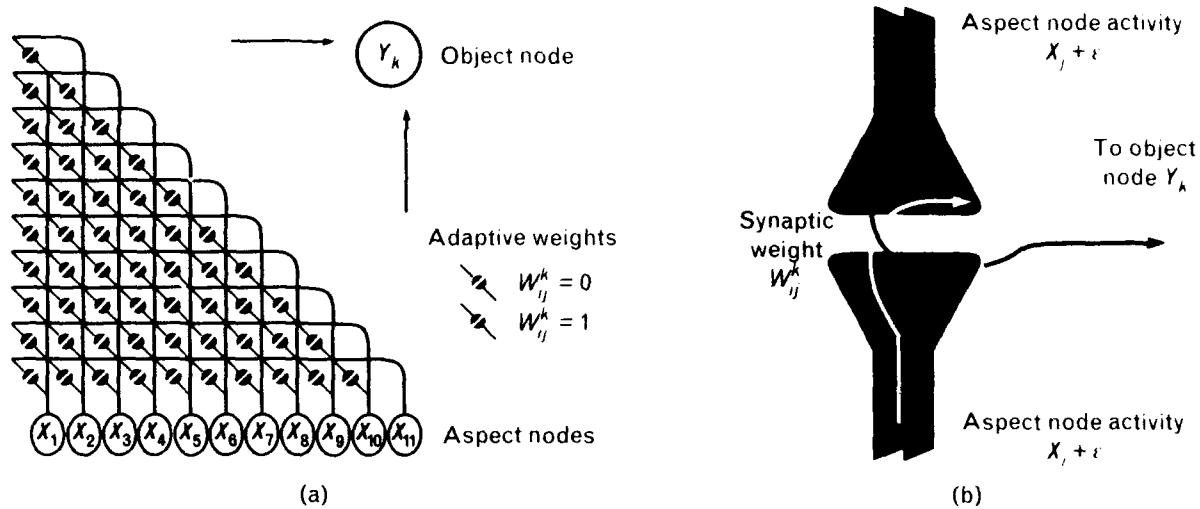 Y_k Object node
Adaptive weights
W_ij^k = 0
W_ij^k = 1
X_1 X_2 X_3 X_4 X_5 X_6 X_7 X_8 X_9 X_10 X_11 Aspect nodes
(a)
Aspect node activity
X_j + ε
To object
node Y_k
Synaptic
weight
W_ij^k
Aspect node activity
X_i + ε
(b)